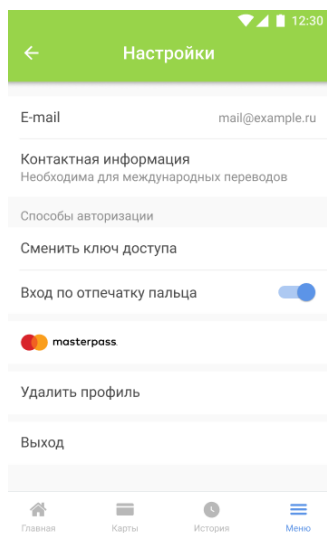 12:30
Настройки
E-mail mail@example.ru
Контактная информация
Необходима для международных переводов
Способы авторизации
Сменить ключ доступа
Вход по отпечатку пальца
masterpass
Удалить профиль
Выход
Главная Карты История Меню